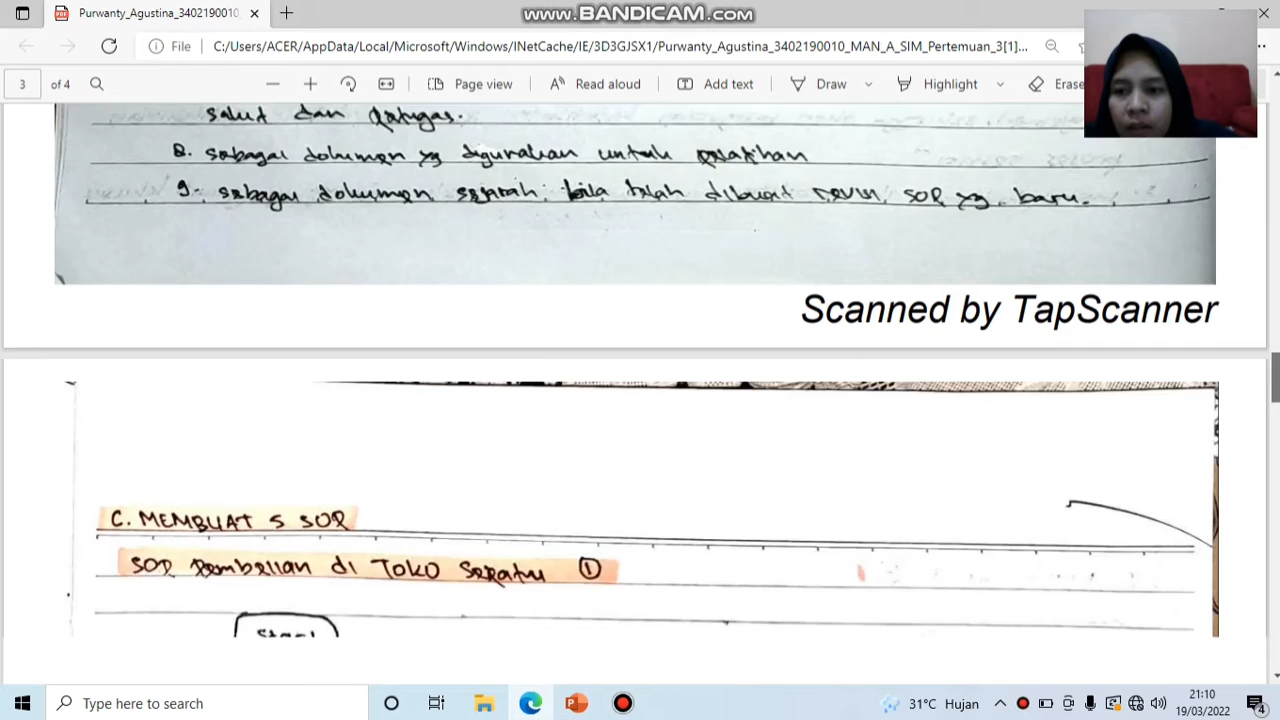 Purwanty_Agustina_3402190010_
www.BANDICAM.com
File
C:/Users/ACER/AppData/Local/Microsoft/Windows/INetCache/IE/3D3GJSX1/Purwanty_Agustina_3402190010_MAN_A_SIM_Pertemuan_3[1]...
3 of 4
Page view
Read aloud
Add text
Draw
Highlight
Erase
dan petugas.
8. sebagai dokumen yg digunakan untuk pelatihan
9. sebagai dokumen sejarah bila telah dibuat revisi SOP yg baru.
Scanned by TapScanner
C. MEMBUAT 5 SOP
SOP Pembelian di Toko Sepatu ①
Start
Type here to search
31°C Hujan
21:10
19/03/2022
4